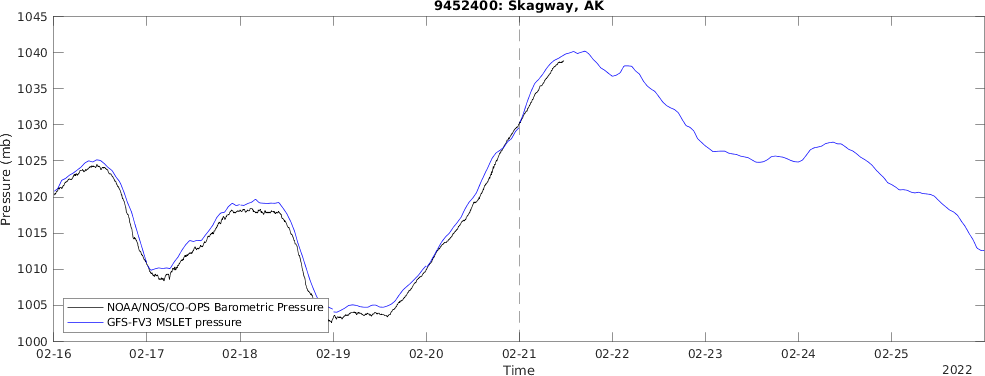 9452400: Skagway, AK
Pressure (mb)
1045
1040
1035
1030
1025
1020
1015
1010
1005
1000
NOAA/NOS/CO-OPS Barometric Pressure
GFS-FV3 MSLET pressure
02-16 02-17 02-18 02-19 02-20 02-21 02-22 02-23 02-24 02-25
Time
2022